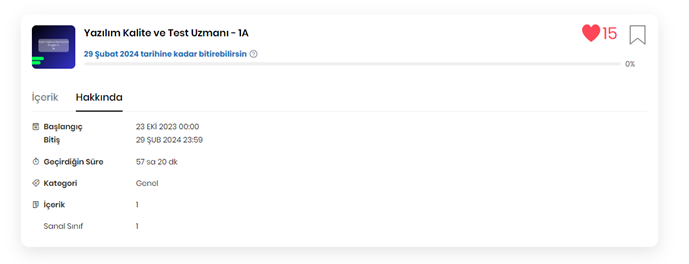 Yazılım Kalite ve Test Uzmanı - 1A
15
29 Şubat 2024 tarihine kadar bitirebilirsin
0%
İçerik Hakkında
Başlangıç 23 EKİ 2023 00:00
Bitiş 29 ŞUB 2024 23:59
Geçirdiğin Süre 57 sa 20 dk
Kategori Genel
İçerik 1
Sanal Sınıf 1